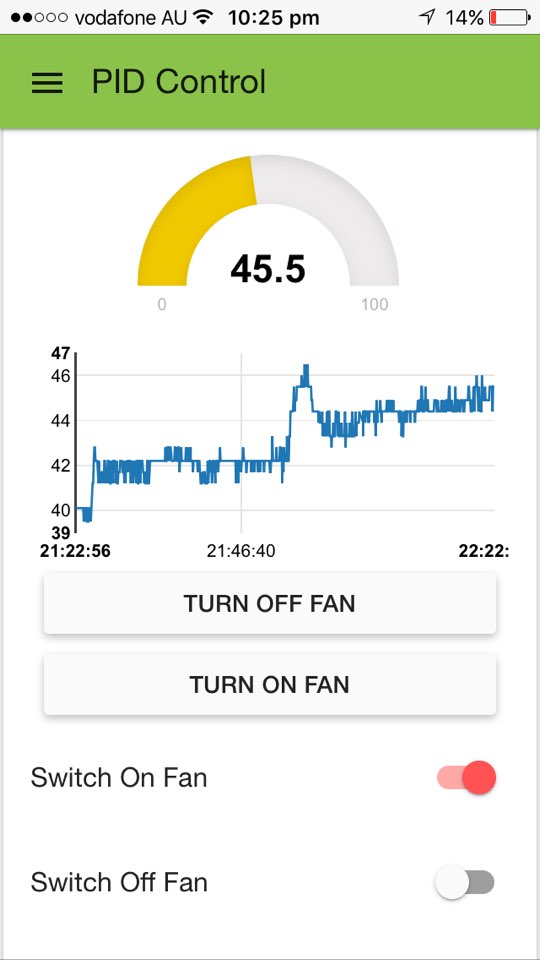 vodafone AU 10:25 pm 14%
PID Control
45.5
0 100
47
46
44
42
40
39
21:22:56 21:46:40 22:22:
TURN OFF FAN
TURN ON FAN
Switch On Fan
Switch Off Fan